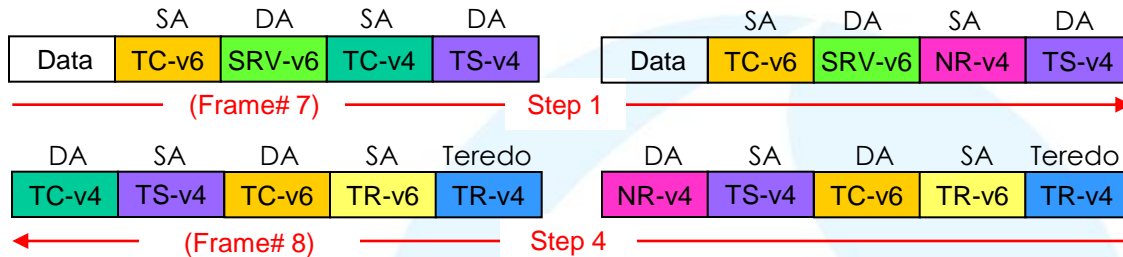 SA DA SA DA SA DA SA DA
Data TC-v6 SRV-v6 TC-v4 TS-v4 Data TC-v6 SRV-v6 NR-v4 TS-v4
(Frame# 7) Step 1
DA SA DA SA Teredo DA SA DA SA Teredo
TC-v4 TS-v4 TC-v6 TR-v6 TR-v4 NR-v4 TS-v4 TC-v6 TR-v6 TR-v4
(Frame# 8) Step 4